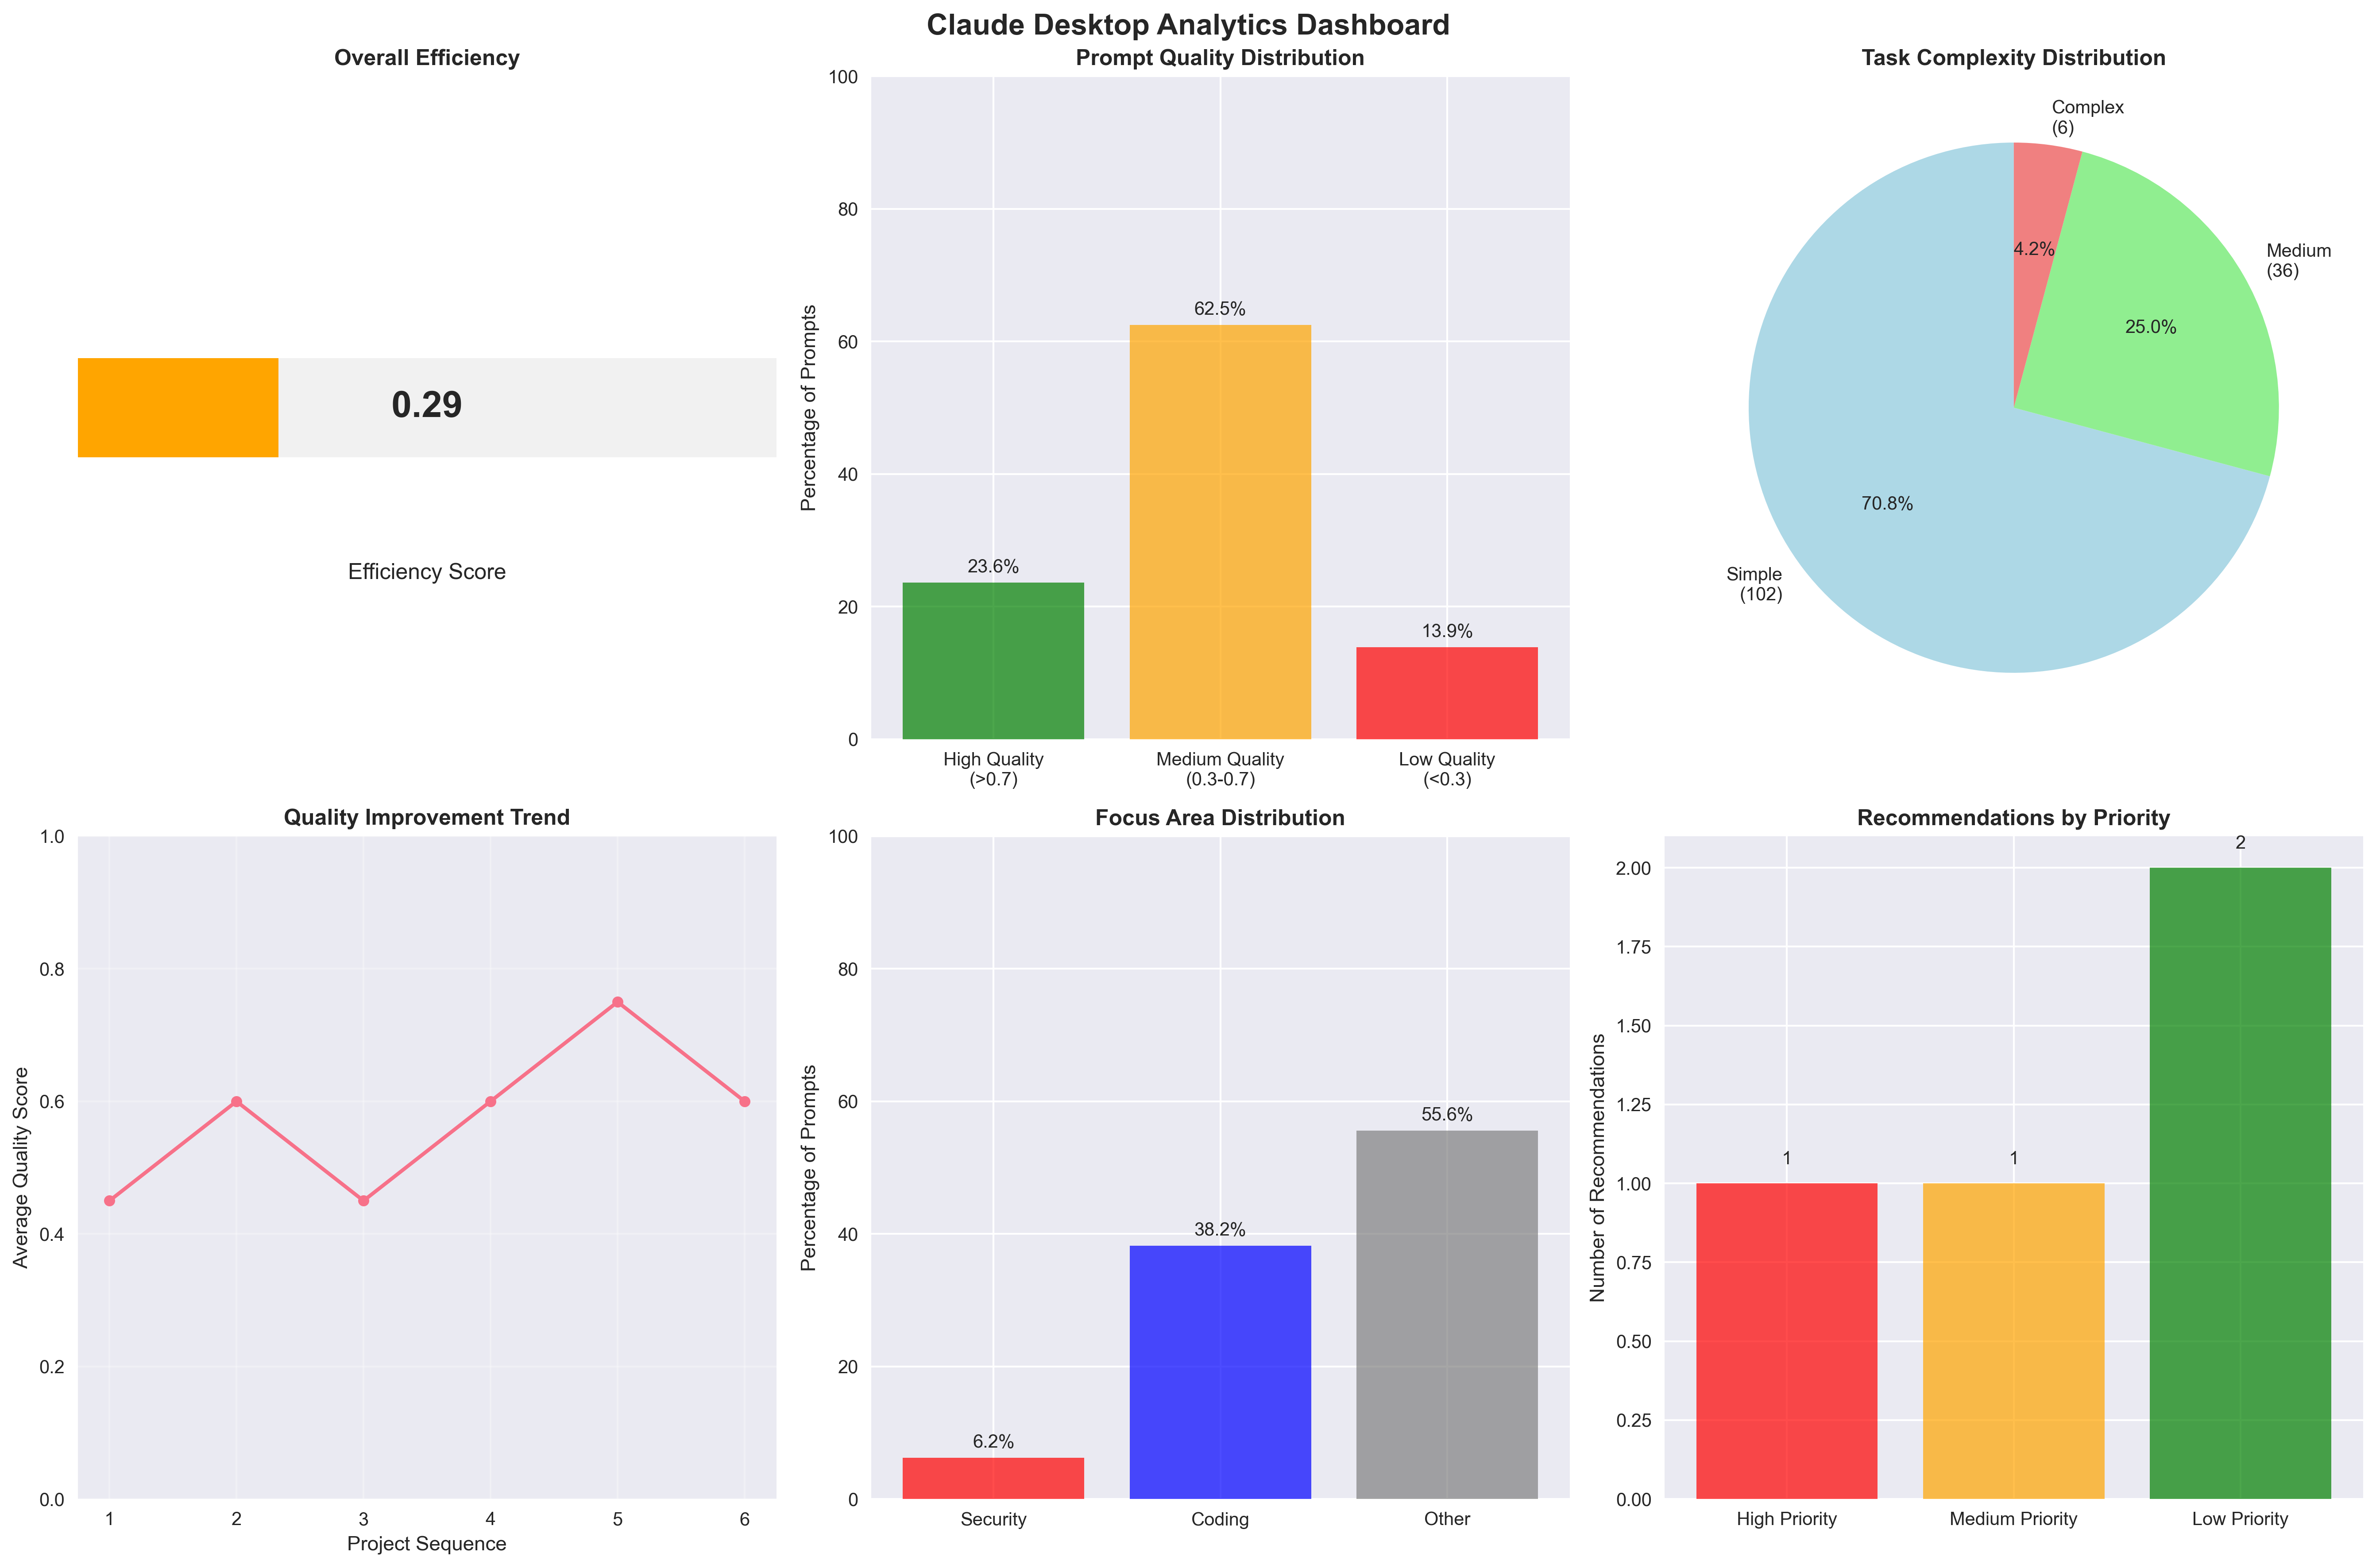 Claude Desktop Analytics Dashboard
Overall Efficiency
0.29
Efficiency Score
Prompt Quality Distribution
Percentage of Prompts
100
80
60
40
20
0
23.6%
62.5%
13.9%
High Quality
(>0.7)
Medium Quality
(0.3-0.7)
Low Quality
(<0.3)
Task Complexity Distribution
Complex
(6)
4.2%
Medium
(36)
25.0%
70.8%
Simple
(102)
Quality Improvement Trend
Average Quality Score
1.0
0.8
0.6
0.4
0.2
0.0
1 2 3 4 5 6
Project Sequence
Focus Area Distribution
Percentage of Prompts
100
80
60
40
20
0
6.2%
38.2%
55.6%
Security Coding Other
Recommendations by Priority
Number of Recommendations
2.00
1.75
1.50
1.25
1.00
0.75
0.50
0.25
0.00
1
1
2
High Priority Medium Priority Low Priority